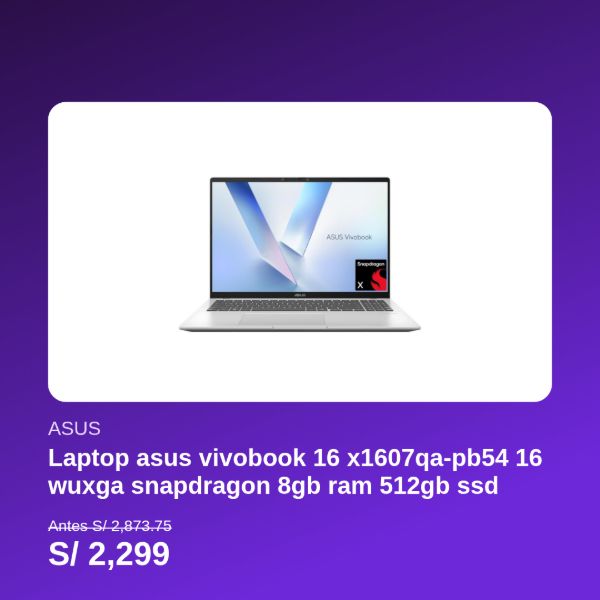 ASUS Vivobook
Snapdragon
X
ASUS
Laptop asus vivobook 16 x1607qa-pb54 16
wuxga snapdragon 8gb ram 512gb ssd
Antes S/ 2,873.75
S/ 2,299